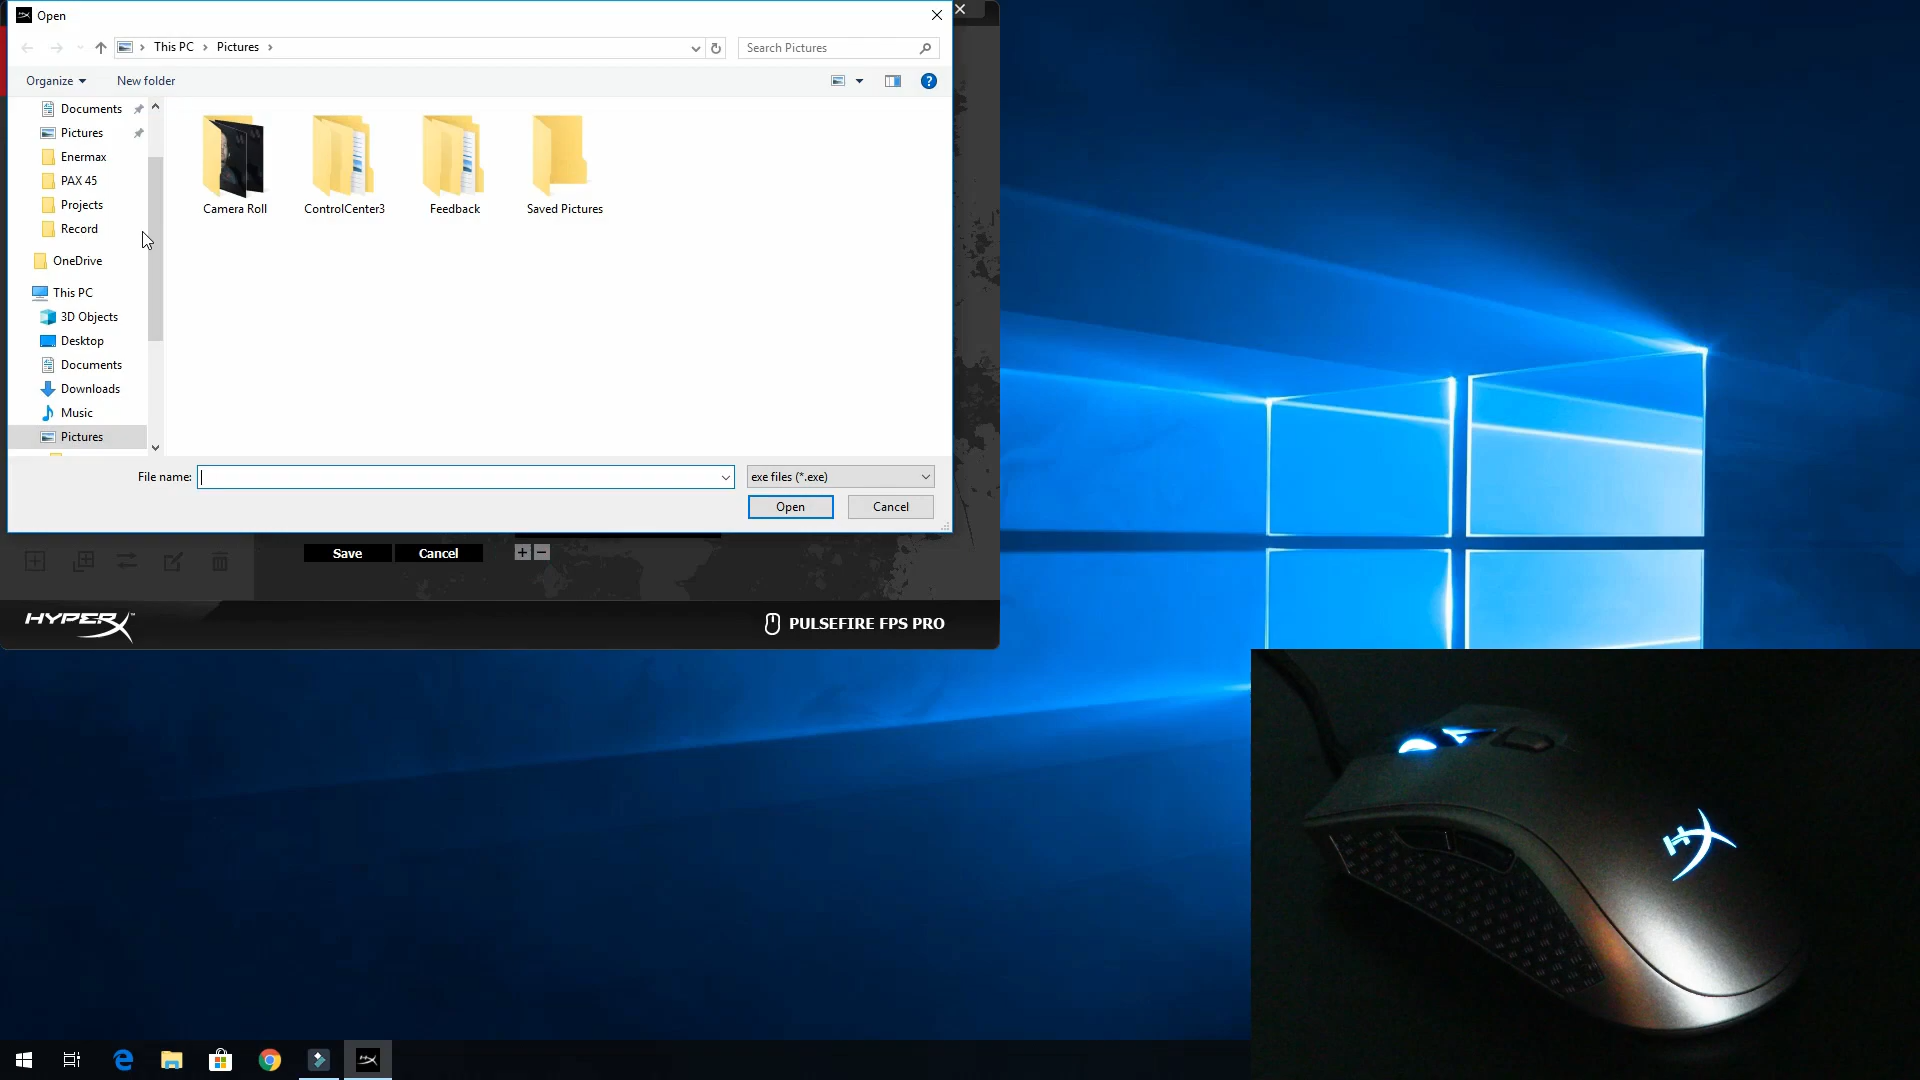 Open
This PC
Pictures
Search Pictures
Organize
New folder
Documents
Pictures
Enermax
PAX 45
Projects
Record
OneDrive
This PC
3D Objects
Desktop
Documents
Downloads
Music
Pictures
Camera Roll
ControlCenter3
Feedback
Saved Pictures
File name:
exe files (*.exe)
Open
Cancel
Save
Cancel
HYPERX
PULSEFIRE FPS PRO
HX